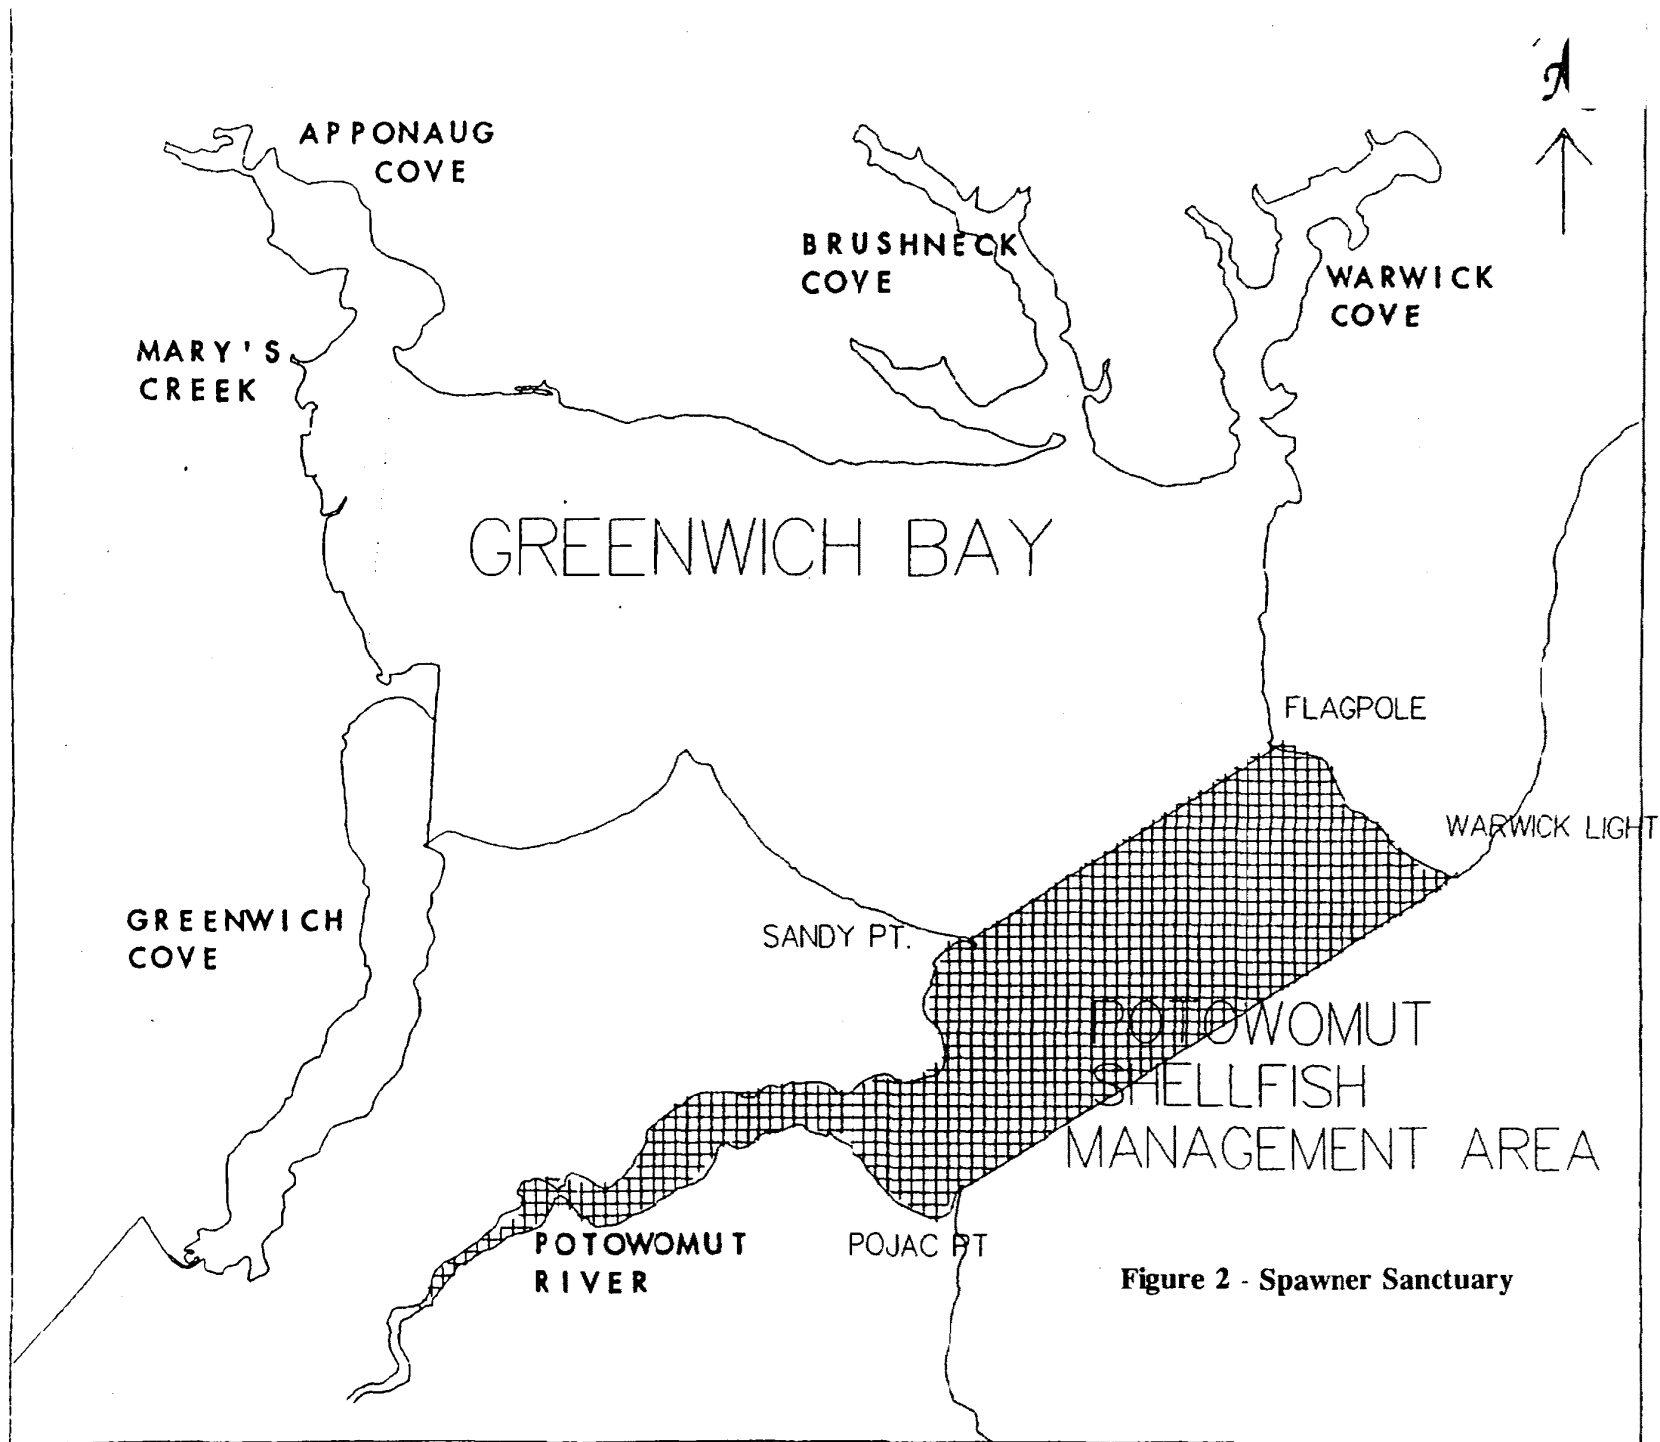 APPONAUG
COVE
BRUSHNECK
COVE
WARWICK
COVE
MARY'S
CREEK
GREENWICH BAY
FLAGPOLE
WARWICK LIGHT
GREENWICH
COVE
SANDY PT.
POTOWOMUT
SHELLFISH
MANAGEMENT AREA
POTOWOMUT
RIVER
POJAC PT
Figure 2 - Spawner Sanctuary